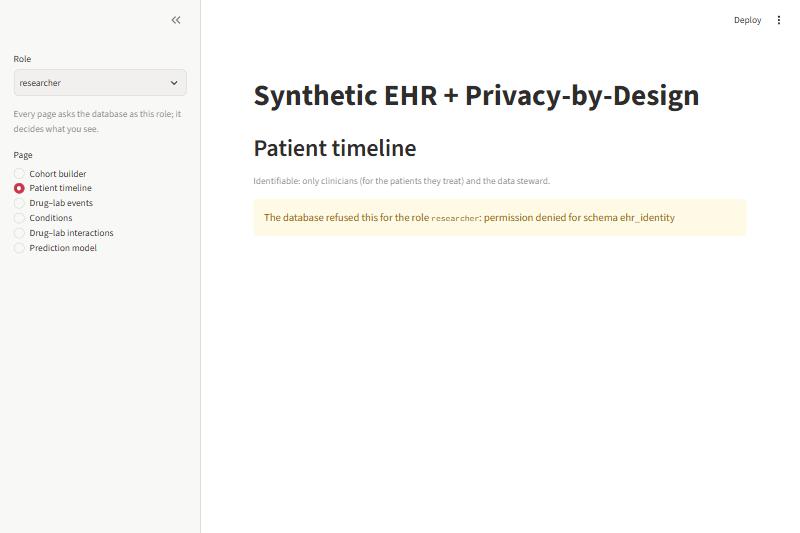 Deploy
Role
researcher
Every page asks the database as this role; it
decides what you see.
Page
Cohort builder
Patient timeline
Drug–lab events
Conditions
Drug–lab interactions
Prediction model
Synthetic EHR + Privacy-by-Design
Patient timeline
Identifiable: only clinicians (for the patients they treat) and the data steward.
The database refused this for the role researcher: permission denied for schema ehr_identity